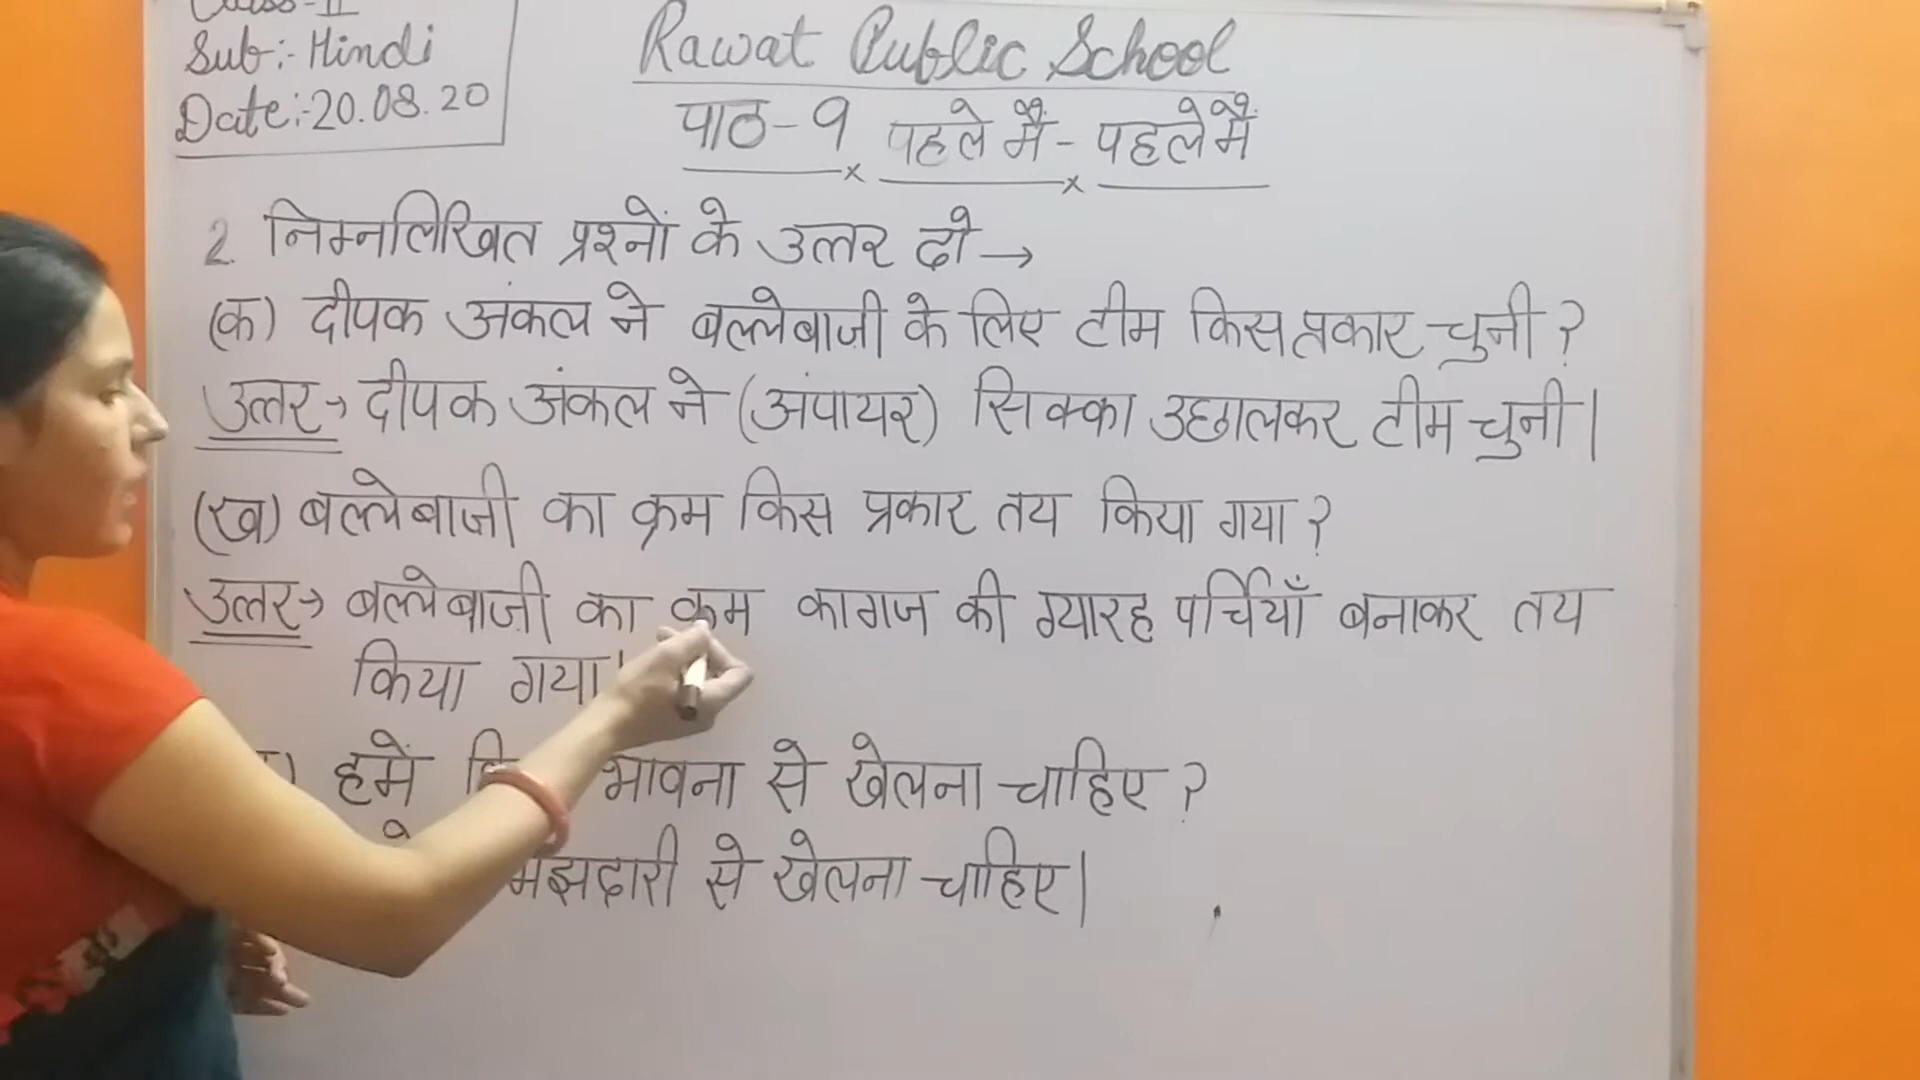 Class-II
Sub:-Hindi
Date:-20.08.20
Rawat Public School
पाठ-9 पहले मैं-पहले मैं
2. निम्नलिखित प्रश्नों के उत्तर दो →
(क) दीपक अंकल ने बल्लेबाजी के लिए टीम किस प्रकार चुनी?
उत्तर→ दीपक अंकल ने (अंपायर) सिक्का उछालकर टीम चुनी।
(ख) बल्लेबाजी का क्रम किस प्रकार तय किया गया?
उत्तर→ बल्लेबाज़ी का क्रम कागज की ग्यारह पर्चियाँ बनाकर तय
किया गया।
हमें भावना से खेलना चाहिए?
से खेलना चाहिए।